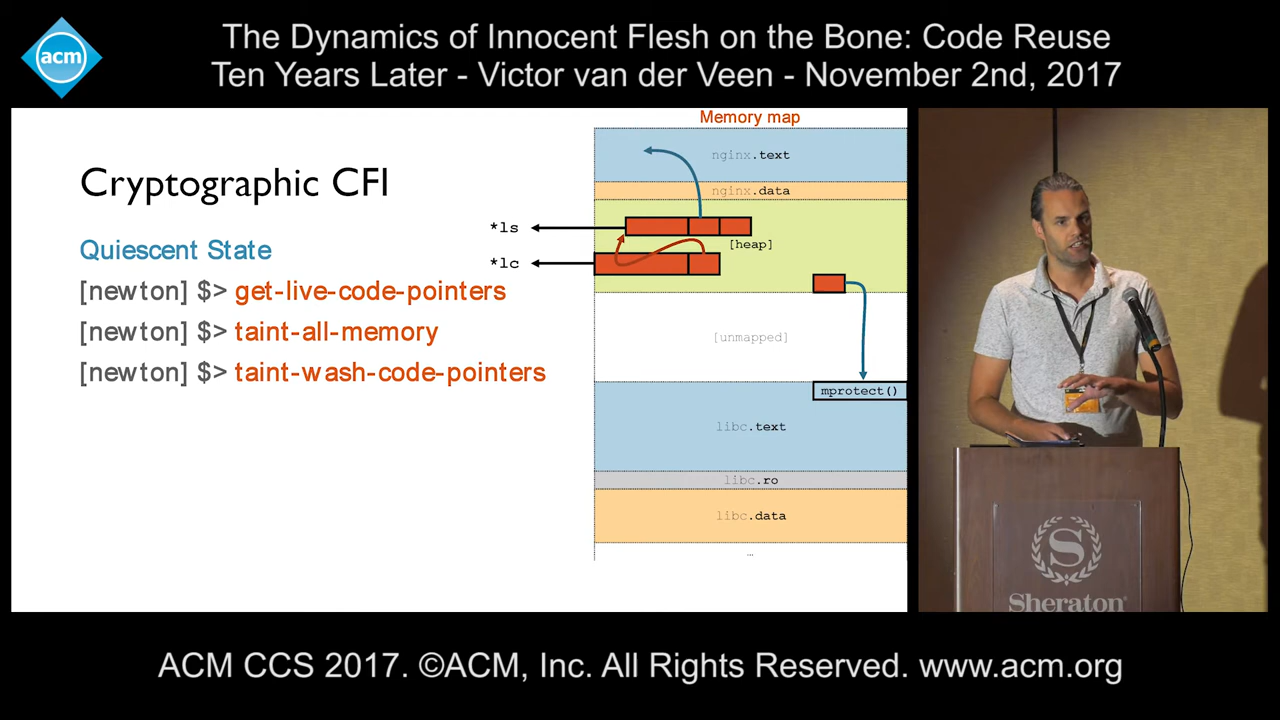 acm
The Dynamics of Innocent Flesh on the Bone: Code Reuse
Ten Years Later - Victor van der Veen - November 2nd, 2017
Memory map
Cryptographic CFI
nginx.text
nginx.data
*ls
Quiescent State
[heap]
*lc
[newton] $> get-live-code-pointers
[newton] $> taint-all-memory
[unmapped]
[newton] $> taint-wash-code-pointers
mprotect()
libc.text
libc.ro
libc.data
...
S
Sheraton®
ACM CCS 2017. ©ACM, Inc. All Rights Reserved. www.acm.org